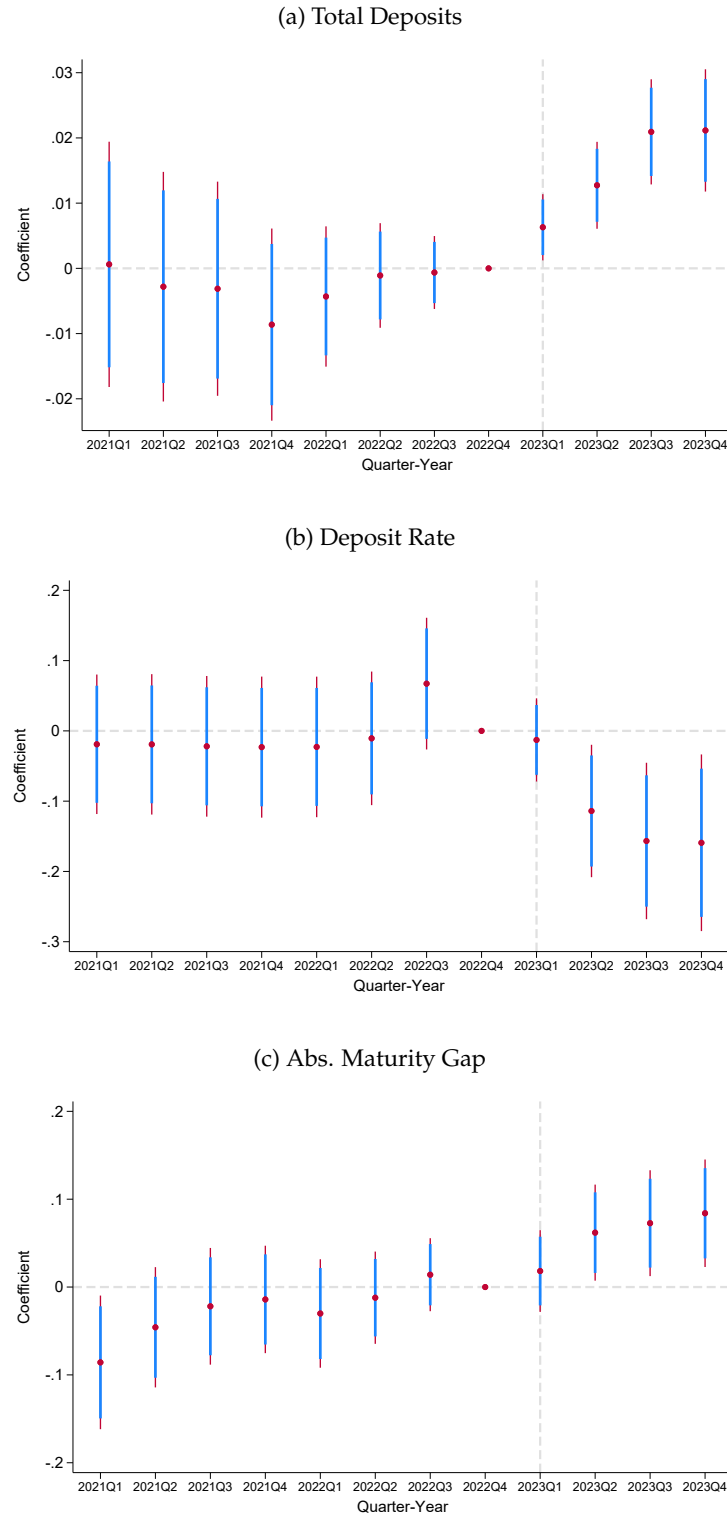 (a) Total Deposits
.03
.02
.01
0
-.01
-.02
Coefficient
2021Q1 2021Q2 2021Q3 2021Q4 2022Q1 2022Q2 2022Q3 2022Q4 2023Q1 2023Q2 2023Q3 2023Q4
Quarter-Year
(b) Deposit Rate
.2
.1
0
-.1
-.2
-.3
Coefficient
2021Q1 2021Q2 2021Q3 2021Q4 2022Q1 2022Q2 2022Q3 2022Q4 2023Q1 2023Q2 2023Q3 2023Q4
Quarter-Year
(c) Abs. Maturity Gap
.2
.1
0
-.1
-.2
Coefficient
2021Q1 2021Q2 2021Q3 2021Q4 2022Q1 2022Q2 2022Q3 2022Q4 2023Q1 2023Q2 2023Q3 2023Q4
Quarter-Year